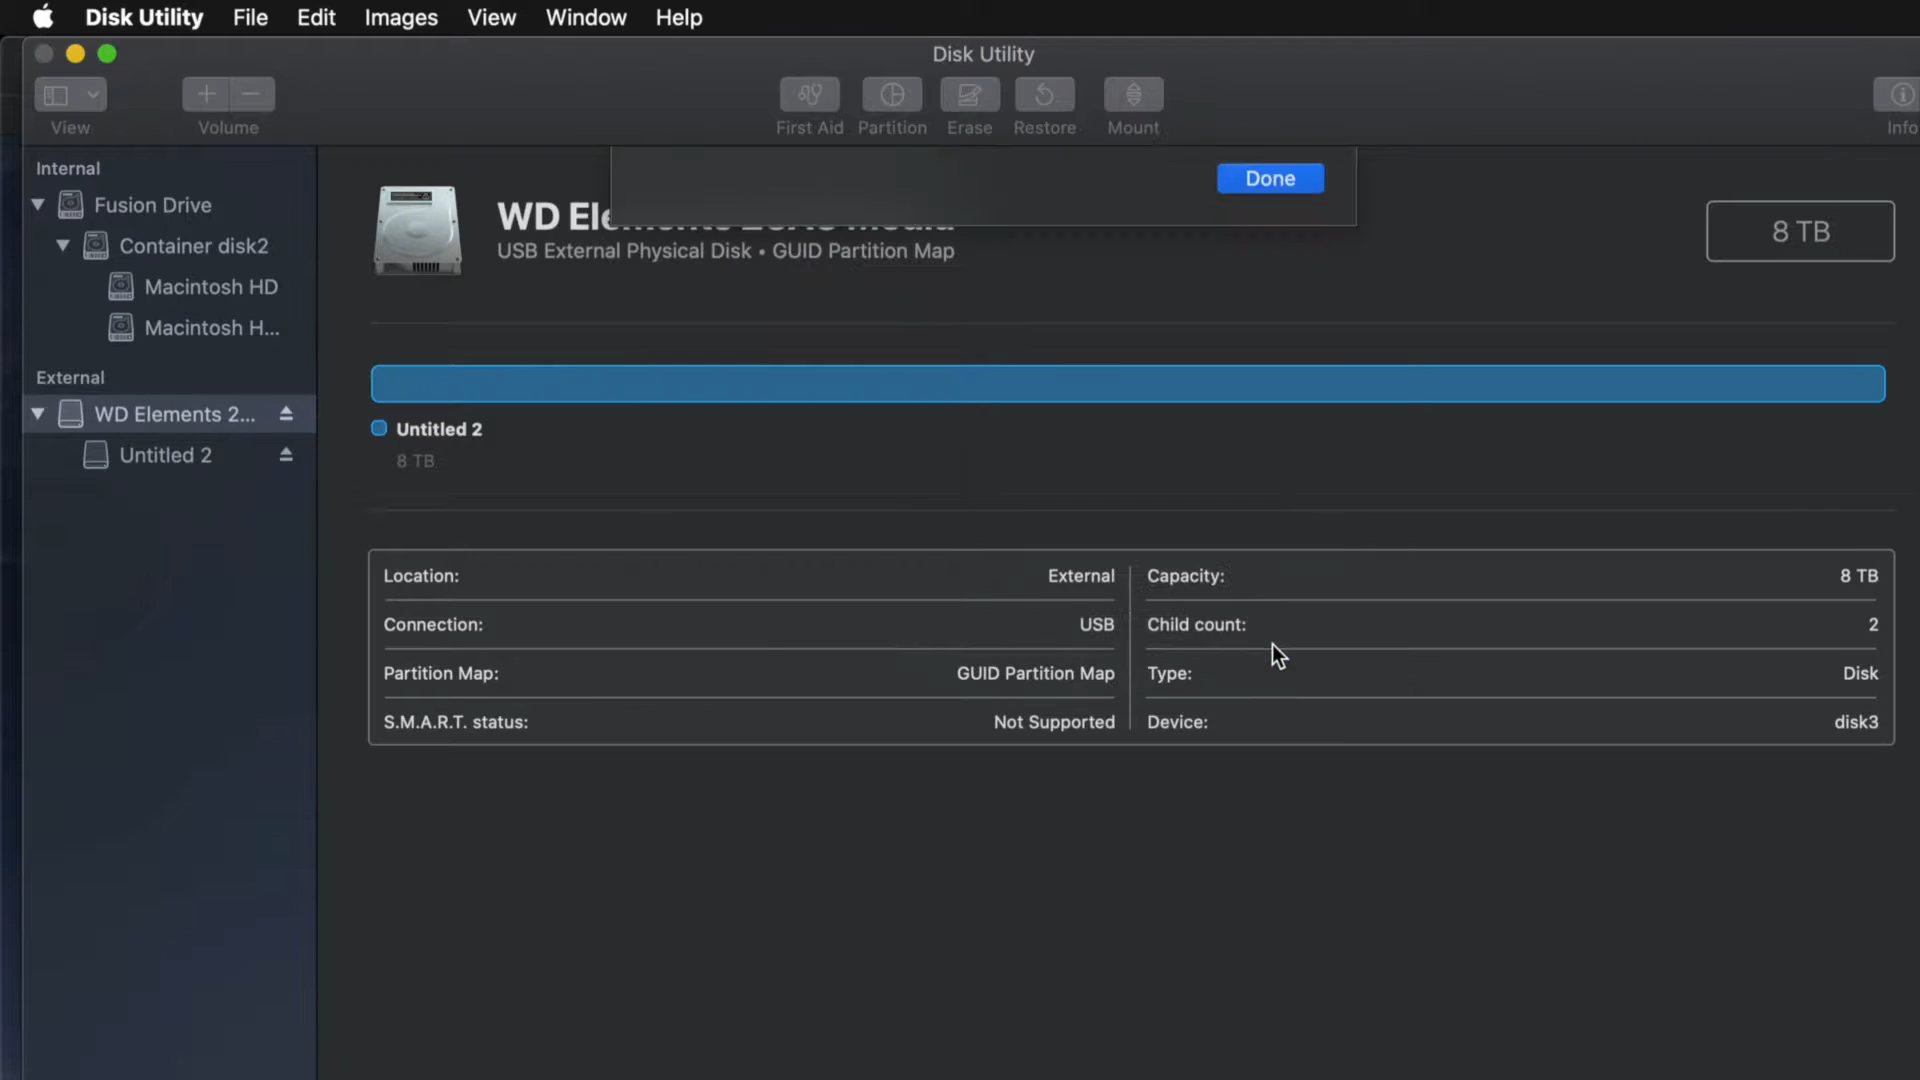 Disk Utility File Edit Images View Window Help
Disk Utility
View Volume First Aid Partition Erase Restore Mount Info
Internal
Fusion Drive
Container disk2
Macintosh HD
Macintosh H...
External
WD Elements 2...
Untitled 2
Done
WD Elements
USB External Physical Disk • GUID Partition Map
8 TB
Untitled 2
8 TB
Location: External
Connection: USB
Partition Map: GUID Partition Map
S.M.A.R.T. status: Not Supported
Capacity: 8 TB
Child count: 2
Type: Disk
Device: disk3